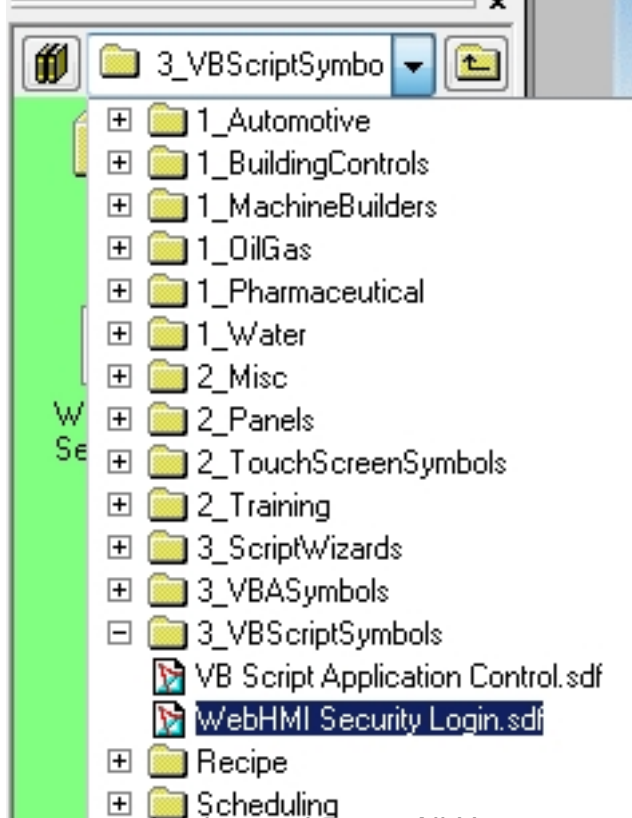 3_VBScriptSymbo
1_Automotive
1_BuildingControls
1_MachineBuilders
1_OilGas
1_Pharmaceutical
1_Water
2_Misc
2_Panels
2_TouchScreenSymbols
2_Training
3_ScriptWizards
3_VBASymbols
3_VBScriptSymbols
VB Script Application Control.sdf
WebHMI Security Login.sdf
Recipe
Scheduling
W
Se